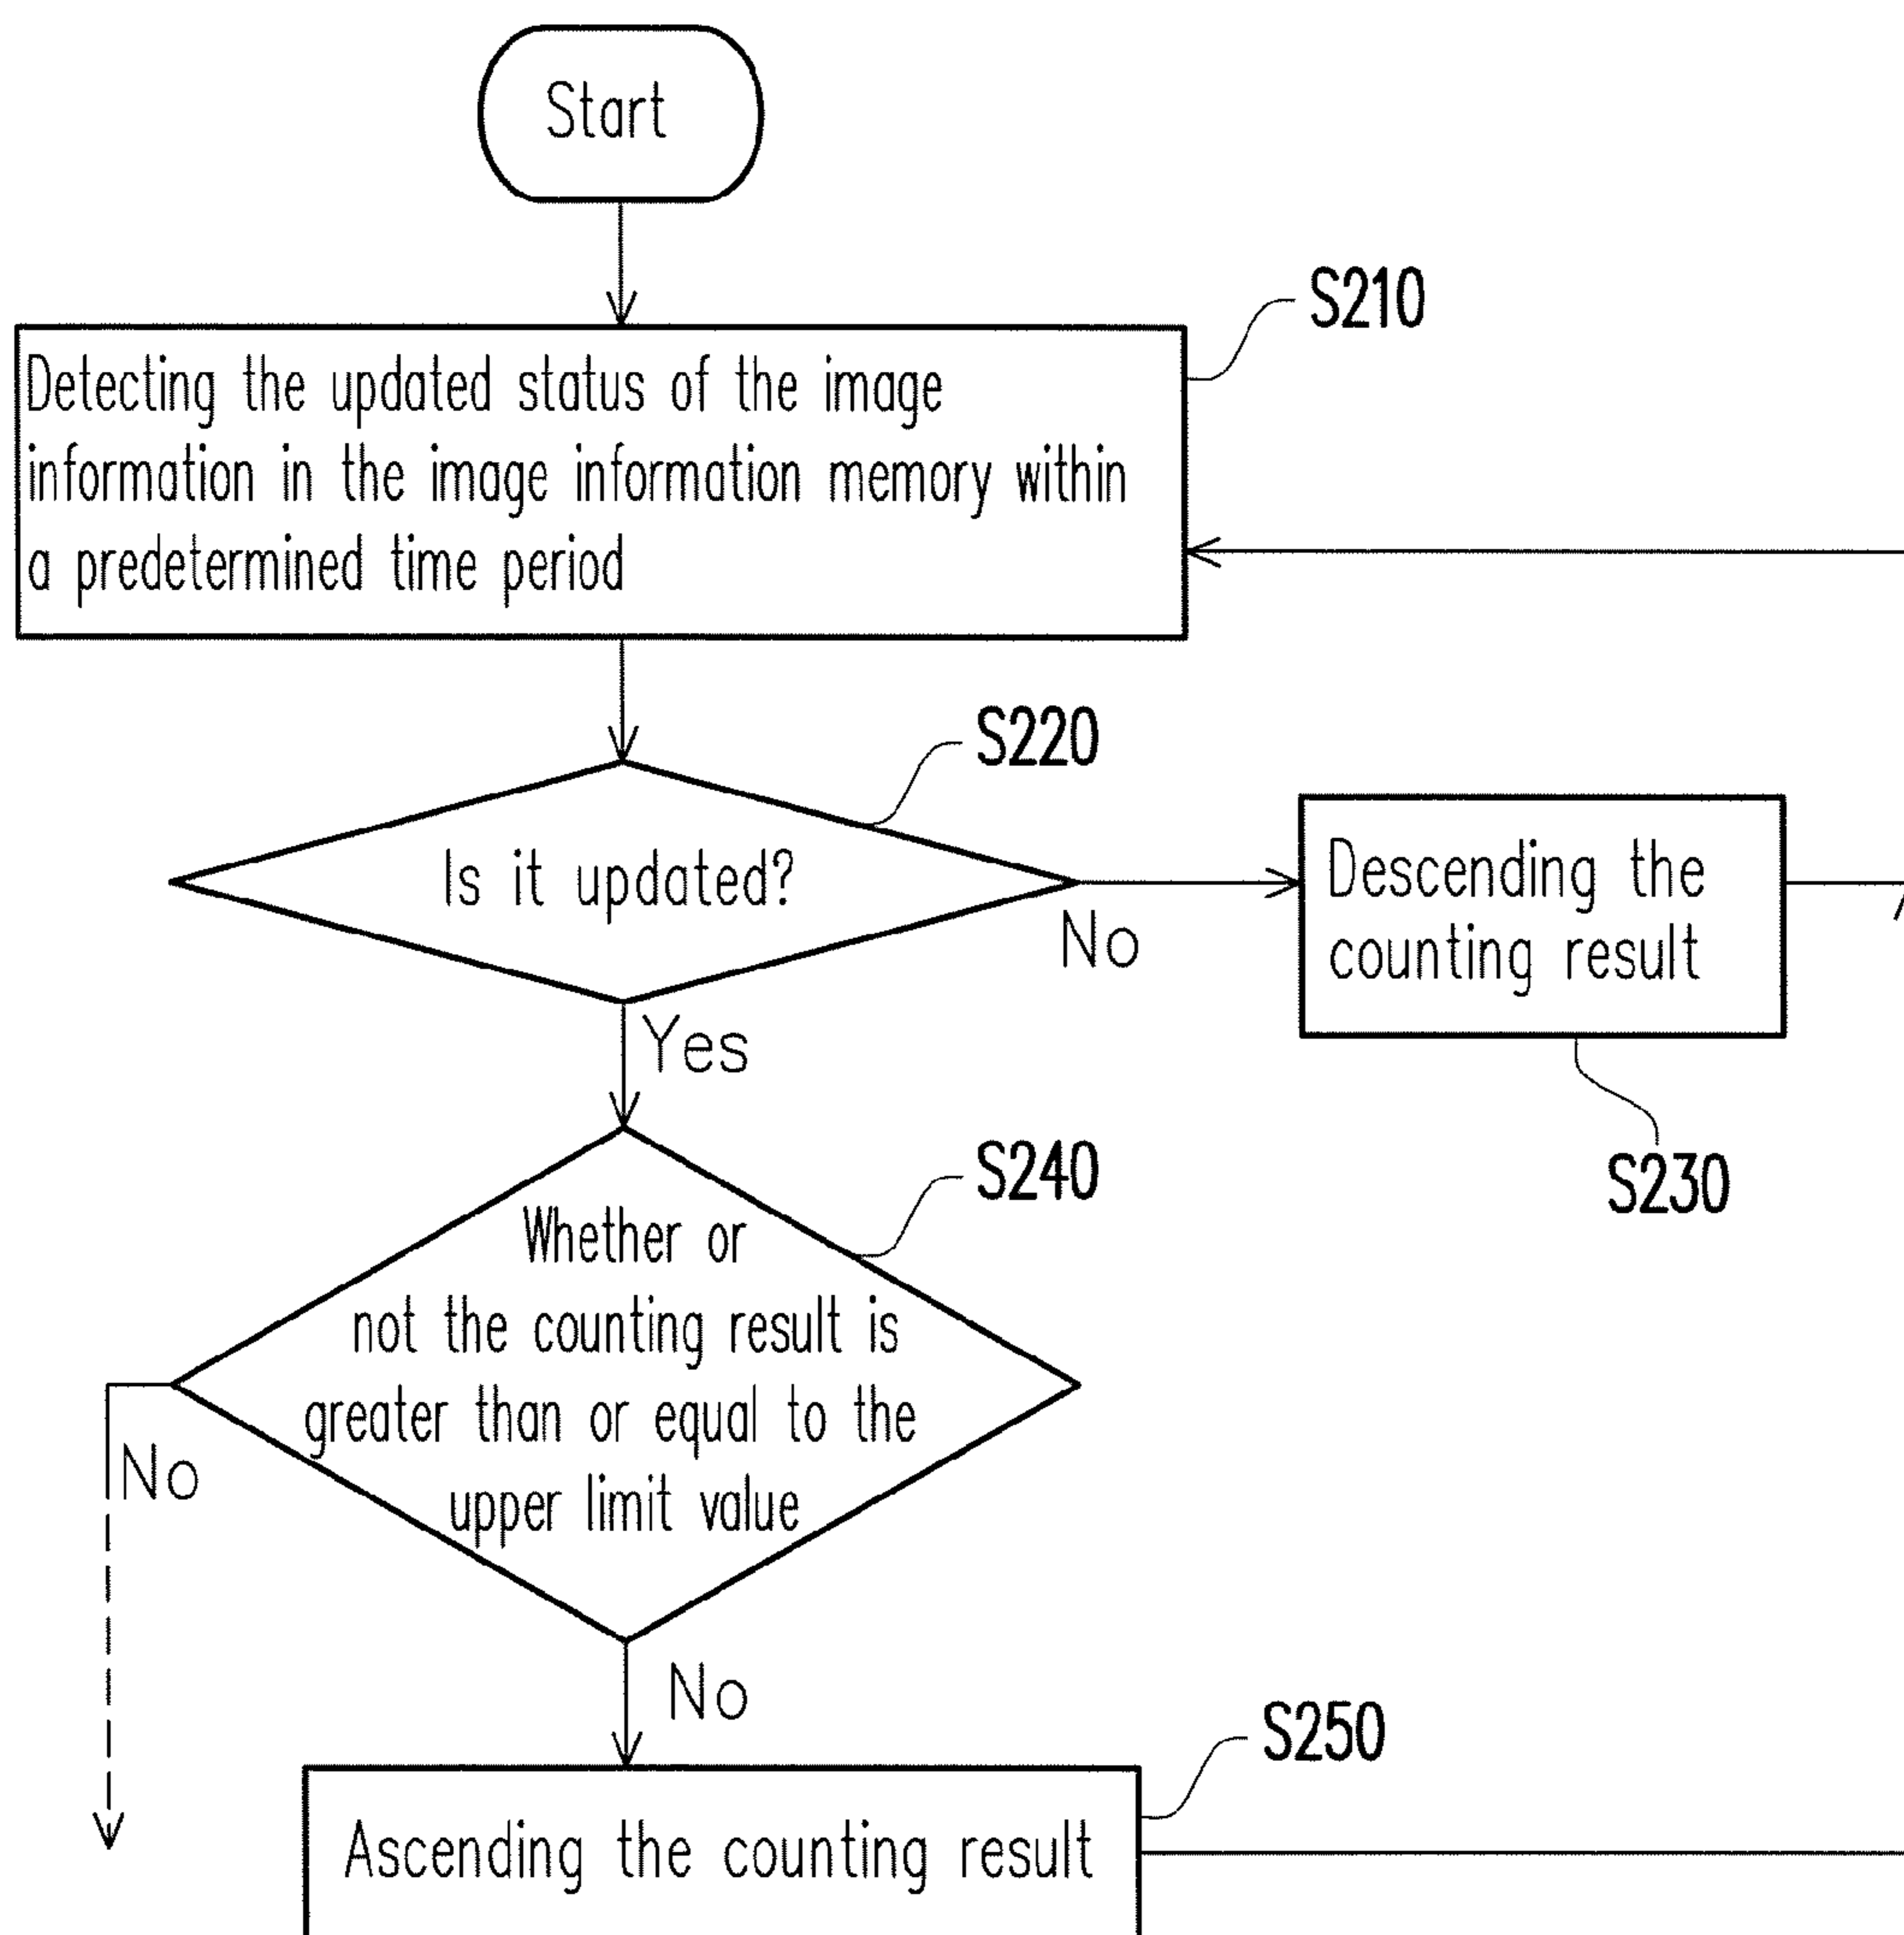 Start
S210
Detecting the updated status of the image
information in the image information memory within
a predetermined time period
S220
Is it updated?
No
Descending the
counting result
S230
Yes
S240
Whether or
not the counting result is
greater than or equal to the
upper limit value
No
No
S250
Ascending the counting result